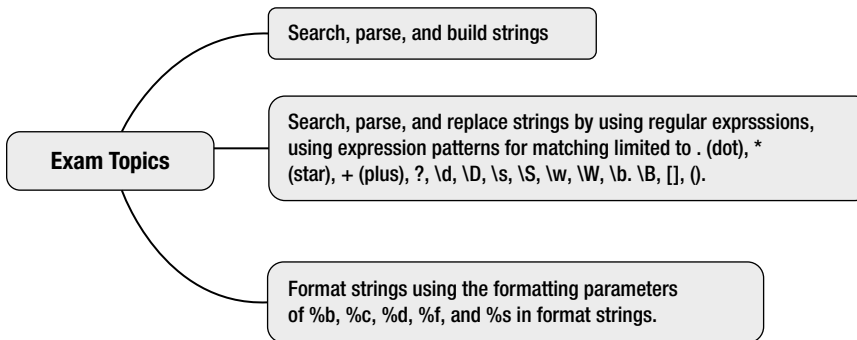 Search, parse, and build strings
Exam Topics
Search, parse, and replace strings by using regular exprsssions,
using expression patterns for matching limited to . (dot), *
(star), + (plus), ?, \d, \D, \s, \S, \w, \W, \b. \B, [], ().
Format strings using the formatting parameters
of %b, %c, %d, %f, and %s in format strings.